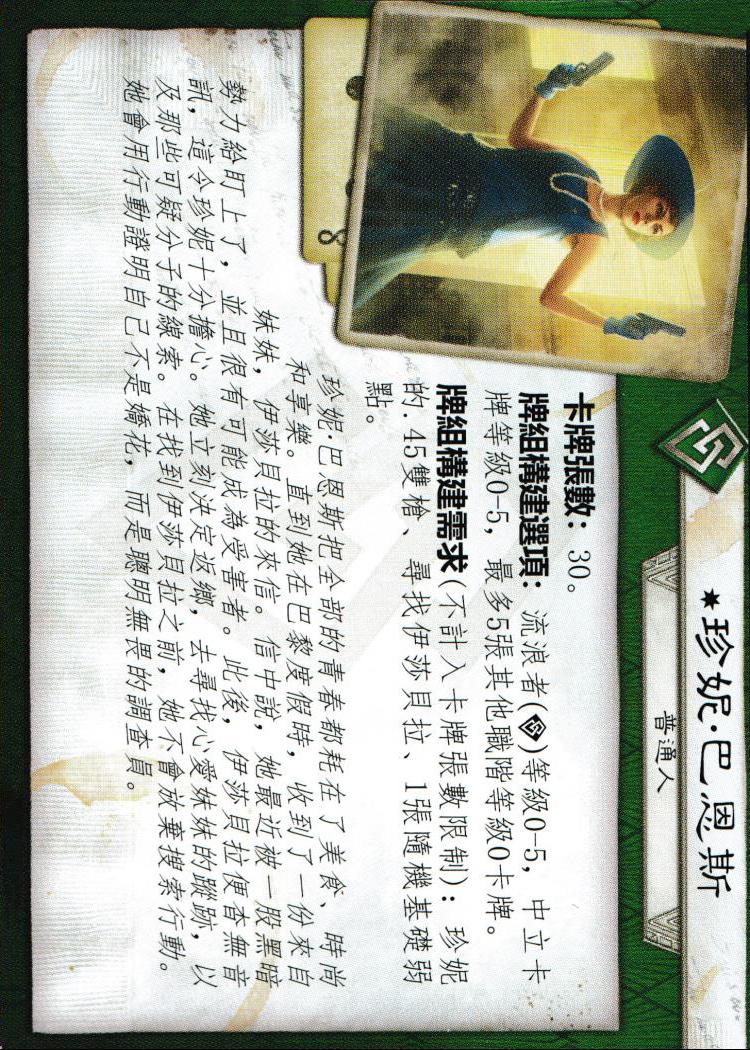 珍妮·巴恩斯
普通人
卡牌張數：30。
牌組構建選項：流浪者()等級0-5，中立卡
牌等級0-5，最多5張其他職階等級0卡牌。
牌組構建需求(不計入卡牌張數限制)：珍妮
的.45雙槍、尋找伊莎貝拉、1張隨機基礎弱
點。
珍妮·巴恩斯把全部的青春都耗在了美食、時尚
和享樂。直到她在巴黎度假時，收到了一份來自
妹妹，伊莎貝拉的來信。信中說，她最近被一股黑暗
勢力給盯上了，並且很有可能成為受害者。此後，伊莎貝拉便杳無音
訊，這令珍妮十分擔心。她立刻決定返鄉，去尋找心愛妹妹的蹤跡，以
及那些可疑分子的線索。在找到伊莎貝拉之前，她不會放棄搜索行動。
她會用行動證明自己不是嬌花，而是聰明無畏的調查員。
8